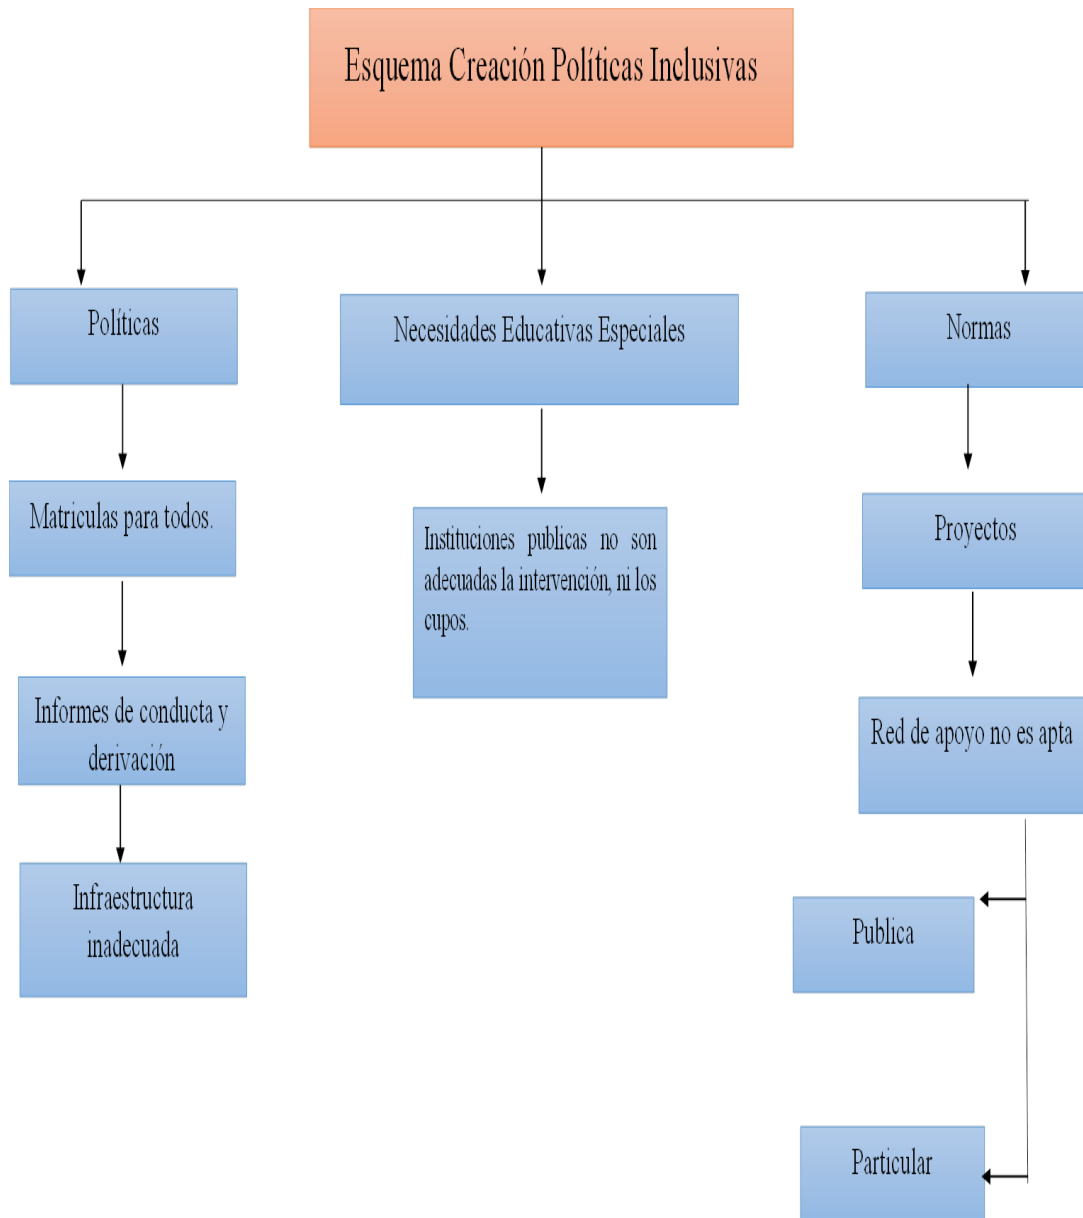 Esquema Creación Políticas Inclusivas
Políticas
Necesidades Educativas Especiales
Normas
Matriculas para todos.
Instituciones publicas no son
adecuadas la intervención, ni los
cupos.
Proyectos
Informes de conducta y
derivación
Red de apoyo no es apta
Infraestructura
inadecuada
Publica
Particular